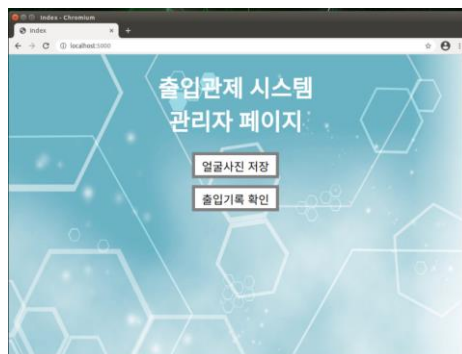 Index - Chromium
Index
localhost:5000
출입관제 시스템
관리자 페이지
얼굴사진 저장
출입기록 확인